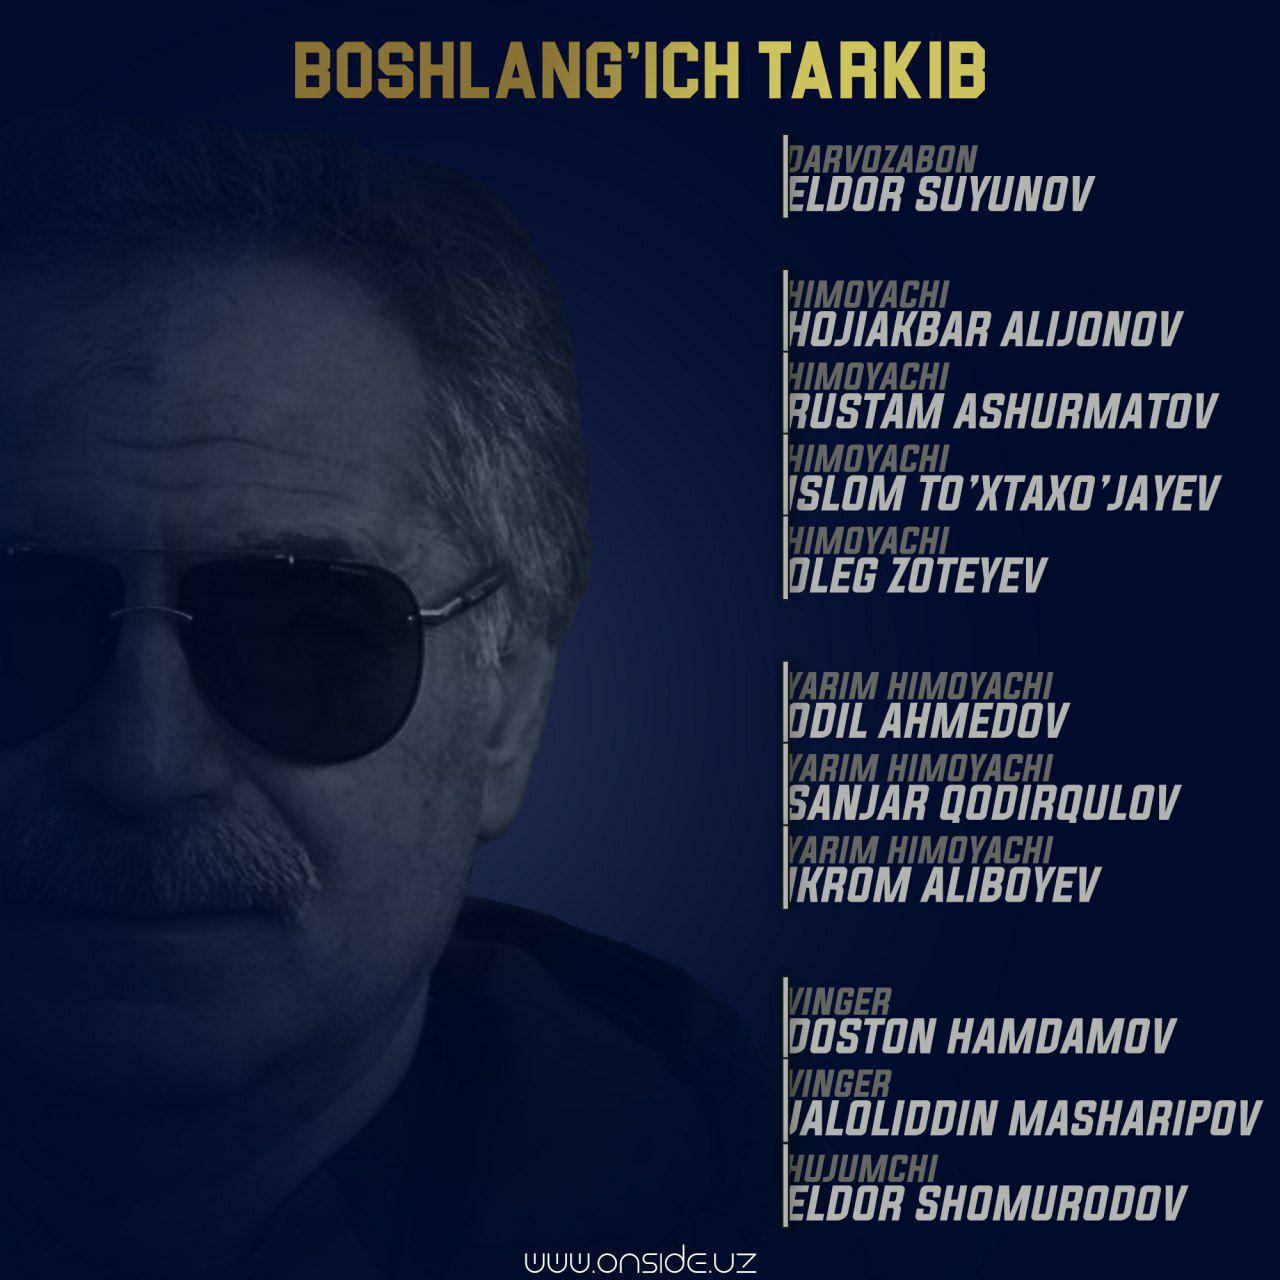 BOSHLANG'ICH TARKIB
DARVOZABON
ELDOR SUYUNOV
HIMOYACHI
HOJIAKBAR ALIJONOV
HIMOYACHI
RUSTAM ASHURMATOV
HIMOYACHI
ISLOM TO'XTAXO'JAYEV
HIMOYACHI
OLEG ZOTEYEV
YARIM HIMOYACHI
ODIL AHMEDOV
YARIM HIMOYACHI
SANJAR QODIRQULOV
YARIM HIMOYACHI
IKROM ALIBOYEV
VINGER
DOSTON HAMDAMOV
VINGER
JALOLIDDIN MASHARIPOV
HUJUMCHI
ELDOR SHOMURODOV
www.onside.uz